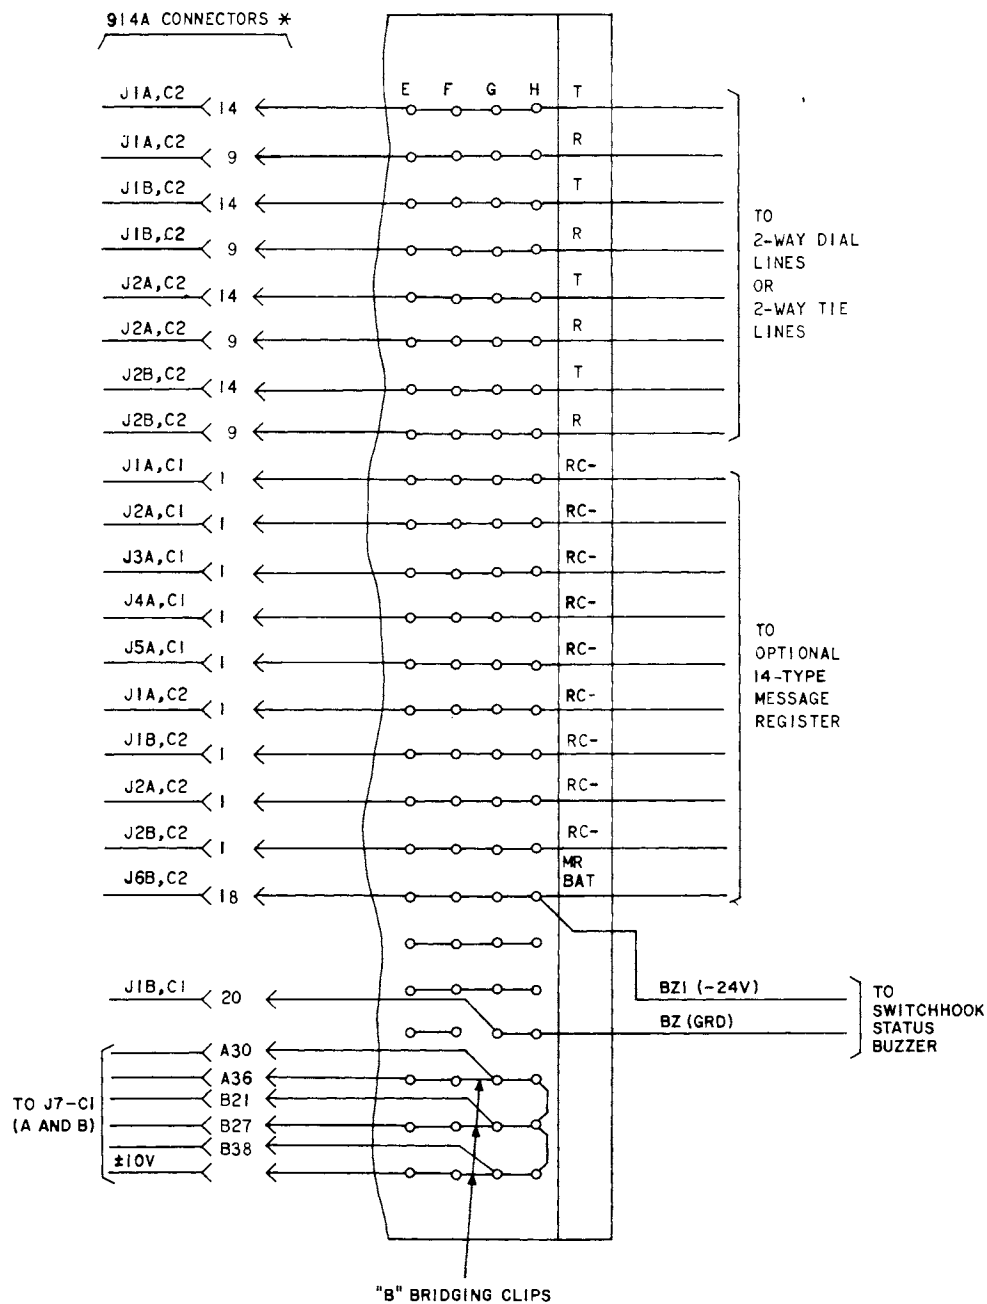 914A CONNECTORS *
E F G H
J1A,C2 14 T
J1A,C2 9 R
J1B,C2 14 T
J1B,C2 9 R
J2A,C2 14 T
J2A,C2 9 R
J2B,C2 14 T
J2B,C2 9 R
TO
2-WAY DIAL
LINES
OR
2-WAY TIE
LINES
J1A,C1 1 RC-
J2A,C1 1 RC-
J3A,C1 1 RC-
J4A,C1 1 RC-
J5A,C1 1 RC-
J1A,C2 1 RC-
J1B,C2 1 RC-
J2A,C2 1 RC-
J2B,C2 1 RC-
J6B,C2 18 MR
BAT
TO
OPTIONAL
14-TYPE
MESSAGE
REGISTER
J1B,C1 20
BZ1 (-24V)
BZ (GRD)
TO
SWITCHHOOK
STATUS
BUZZER
A30
A36
B21
B27
B38
±10V
TO J7-C1
(A AND B)
"B" BRIDGING CLIPS